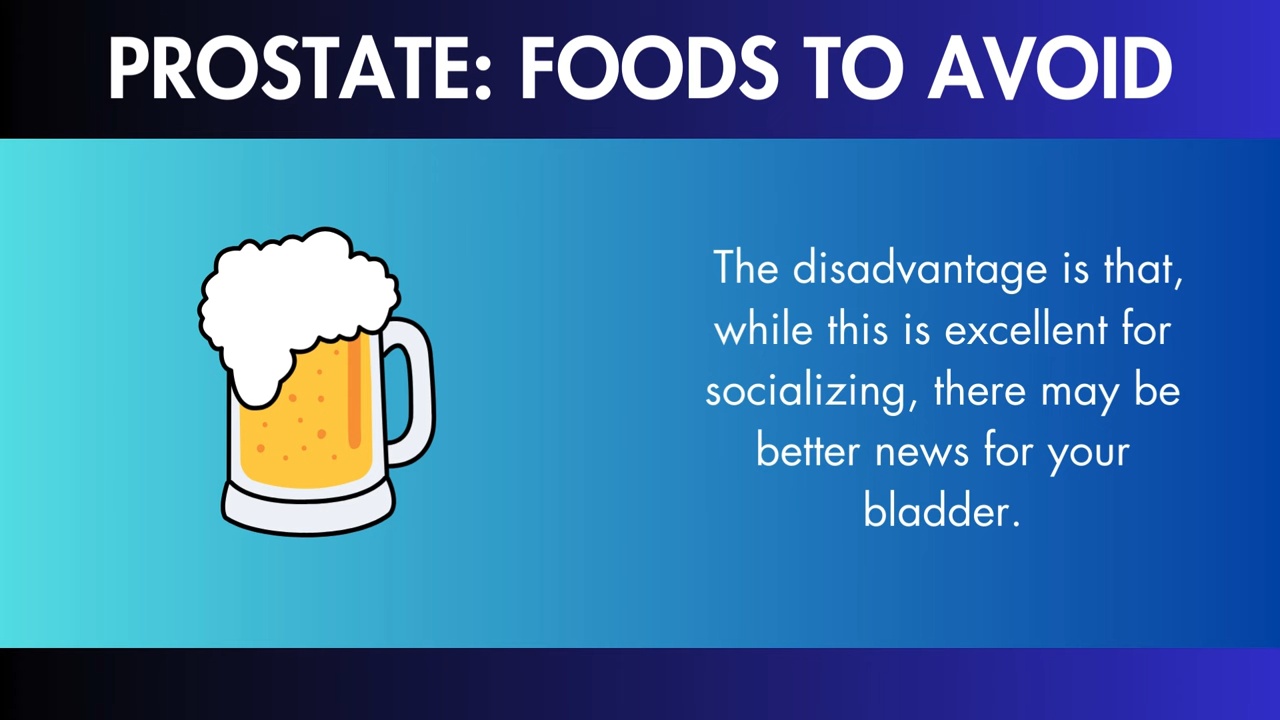 PROSTATE: FOODS TO AVOID
The disadvantage is that,
while this is excellent for
socializing, there may be
better news for your
bladder.